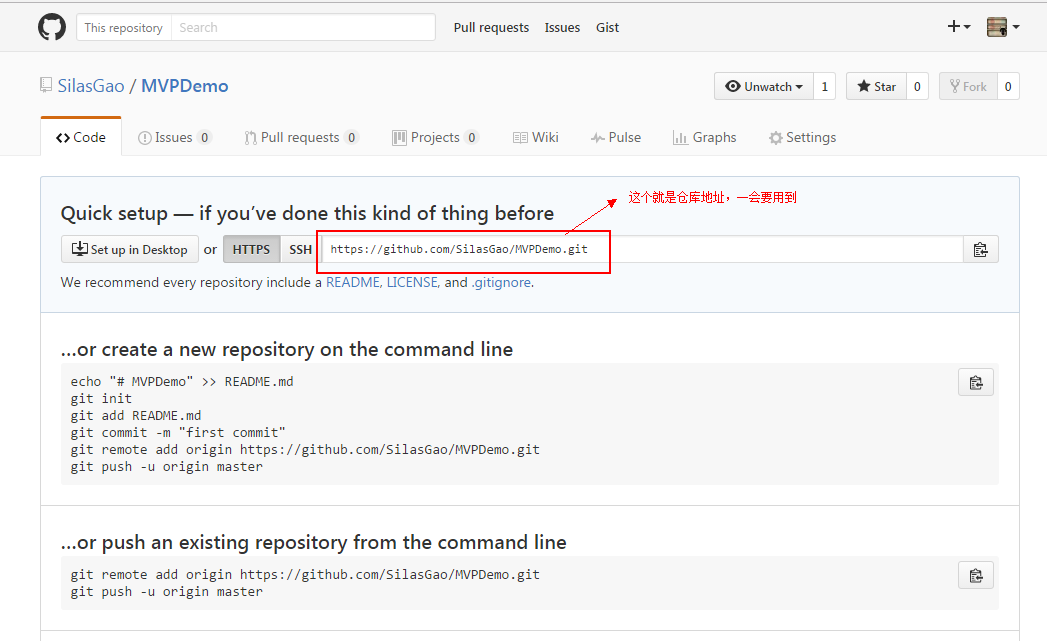 This repository Search Pull requests Issues Gist
SilasGao / MVPDemo Unwatch 1 Star 0 Fork 0
Code Issues 0 Pull requests 0 Projects 0 Wiki Pulse Graphs Settings
这个就是仓库地址，一会要用到
Quick setup — if you’ve done this kind of thing before
Set up in Desktop or HTTPS SSH https://github.com/SilasGao/MVPDemo.git
We recommend every repository include a README, LICENSE, and .gitignore.
…or create a new repository on the command line
echo "# MVPDemo" >> README.md
git init
git add README.md
git commit -m "first commit"
git remote add origin https://github.com/SilasGao/MVPDemo.git
git push -u origin master
…or push an existing repository from the command line
git remote add origin https://github.com/SilasGao/MVPDemo.git
git push -u origin master